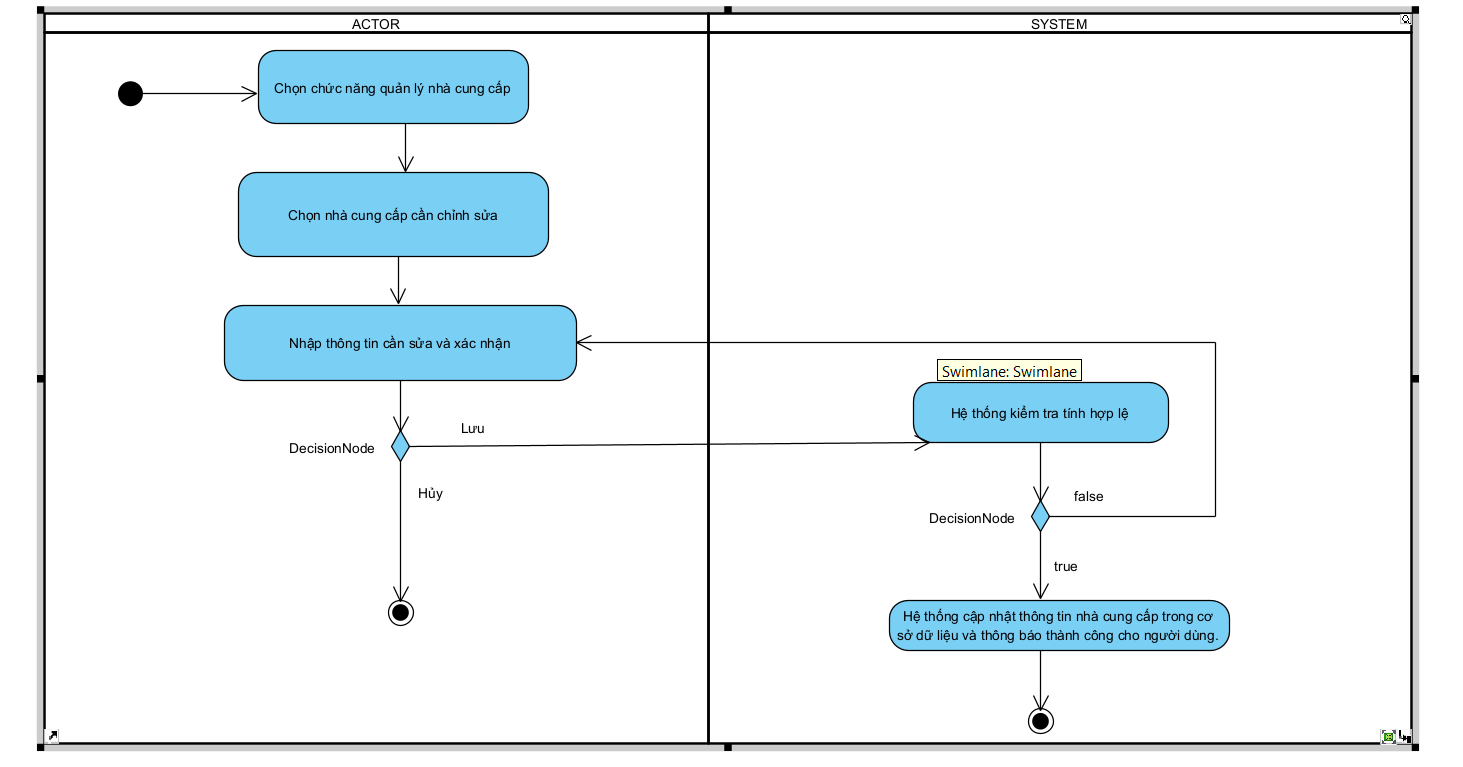 ACTOR
SYSTEM
Chọn chức năng quản lý nhà cung cấp
Chọn nhà cung cấp cần chỉnh sửa
Nhập thông tin cần sửa và xác nhận
Swimlane: Swimlane
Hệ thống kiểm tra tính hợp lệ
Lưu
DecisionNode
Hủy
false
DecisionNode
true
Hệ thống cập nhật thông tin nhà cung cấp trong cơ
sở dữ liệu và thông báo thành công cho người dùng.